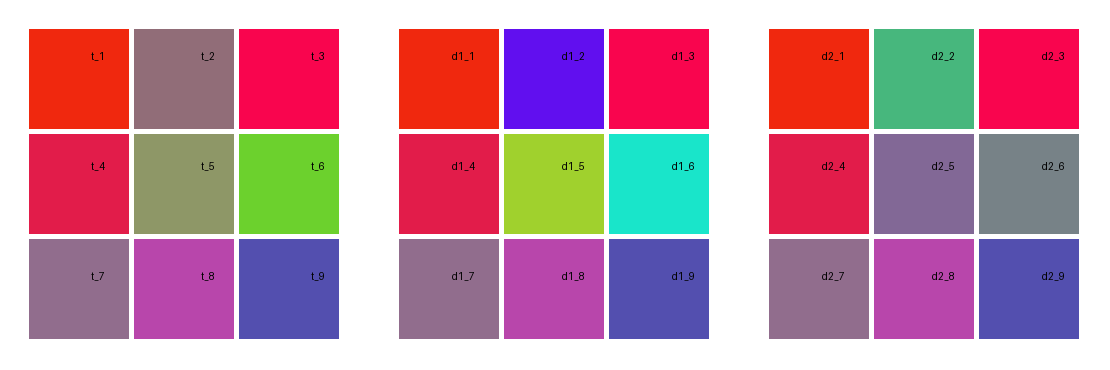 t_1 t_2 t_3 d1_1 d1_2 d1_3 d2_1 d2_2 d2_3
t_4 t_5 t_6 d1_4 d1_5 d1_6 d2_4 d2_5 d2_6
t_7 t_8 t_9 d1_7 d1_8 d1_9 d2_7 d2_8 d2_9